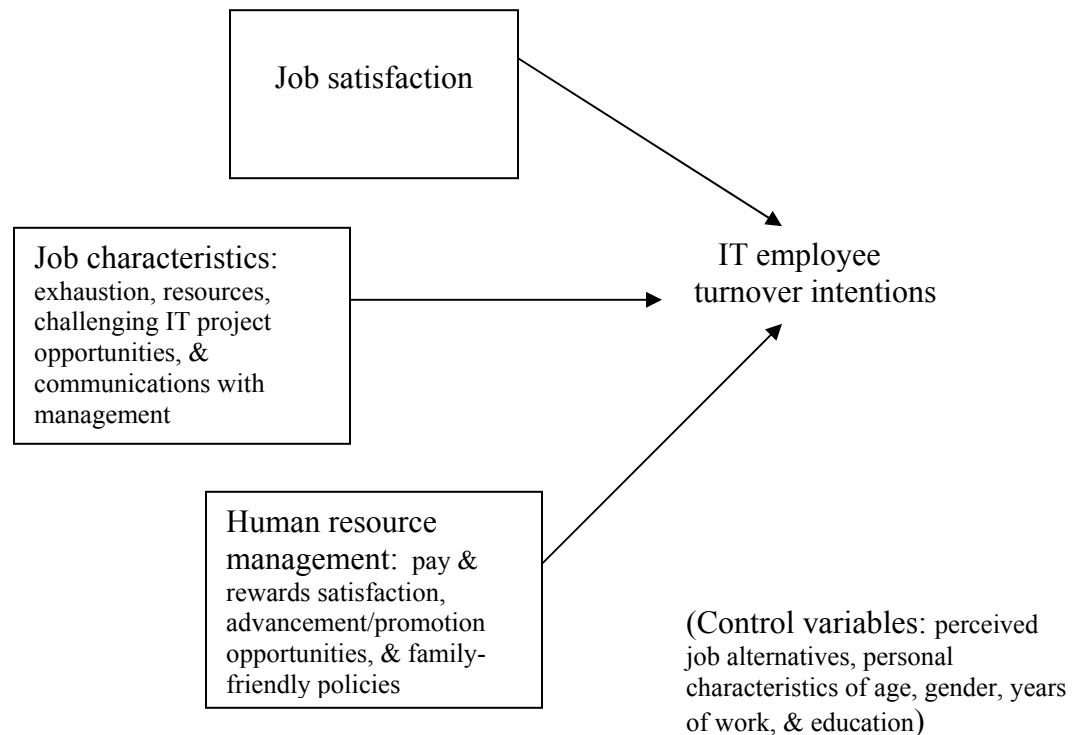 Job satisfaction
Job characteristics:
exhaustion, resources,
challenging IT project
opportunities, &
communications with
management
IT employee
turnover intentions
Human resource
management: pay &
rewards satisfaction,
advancement/promotion
opportunities, & family-
friendly policies
(Control variables: perceived
job alternatives, personal
characteristics of age, gender, years
of work, & education)